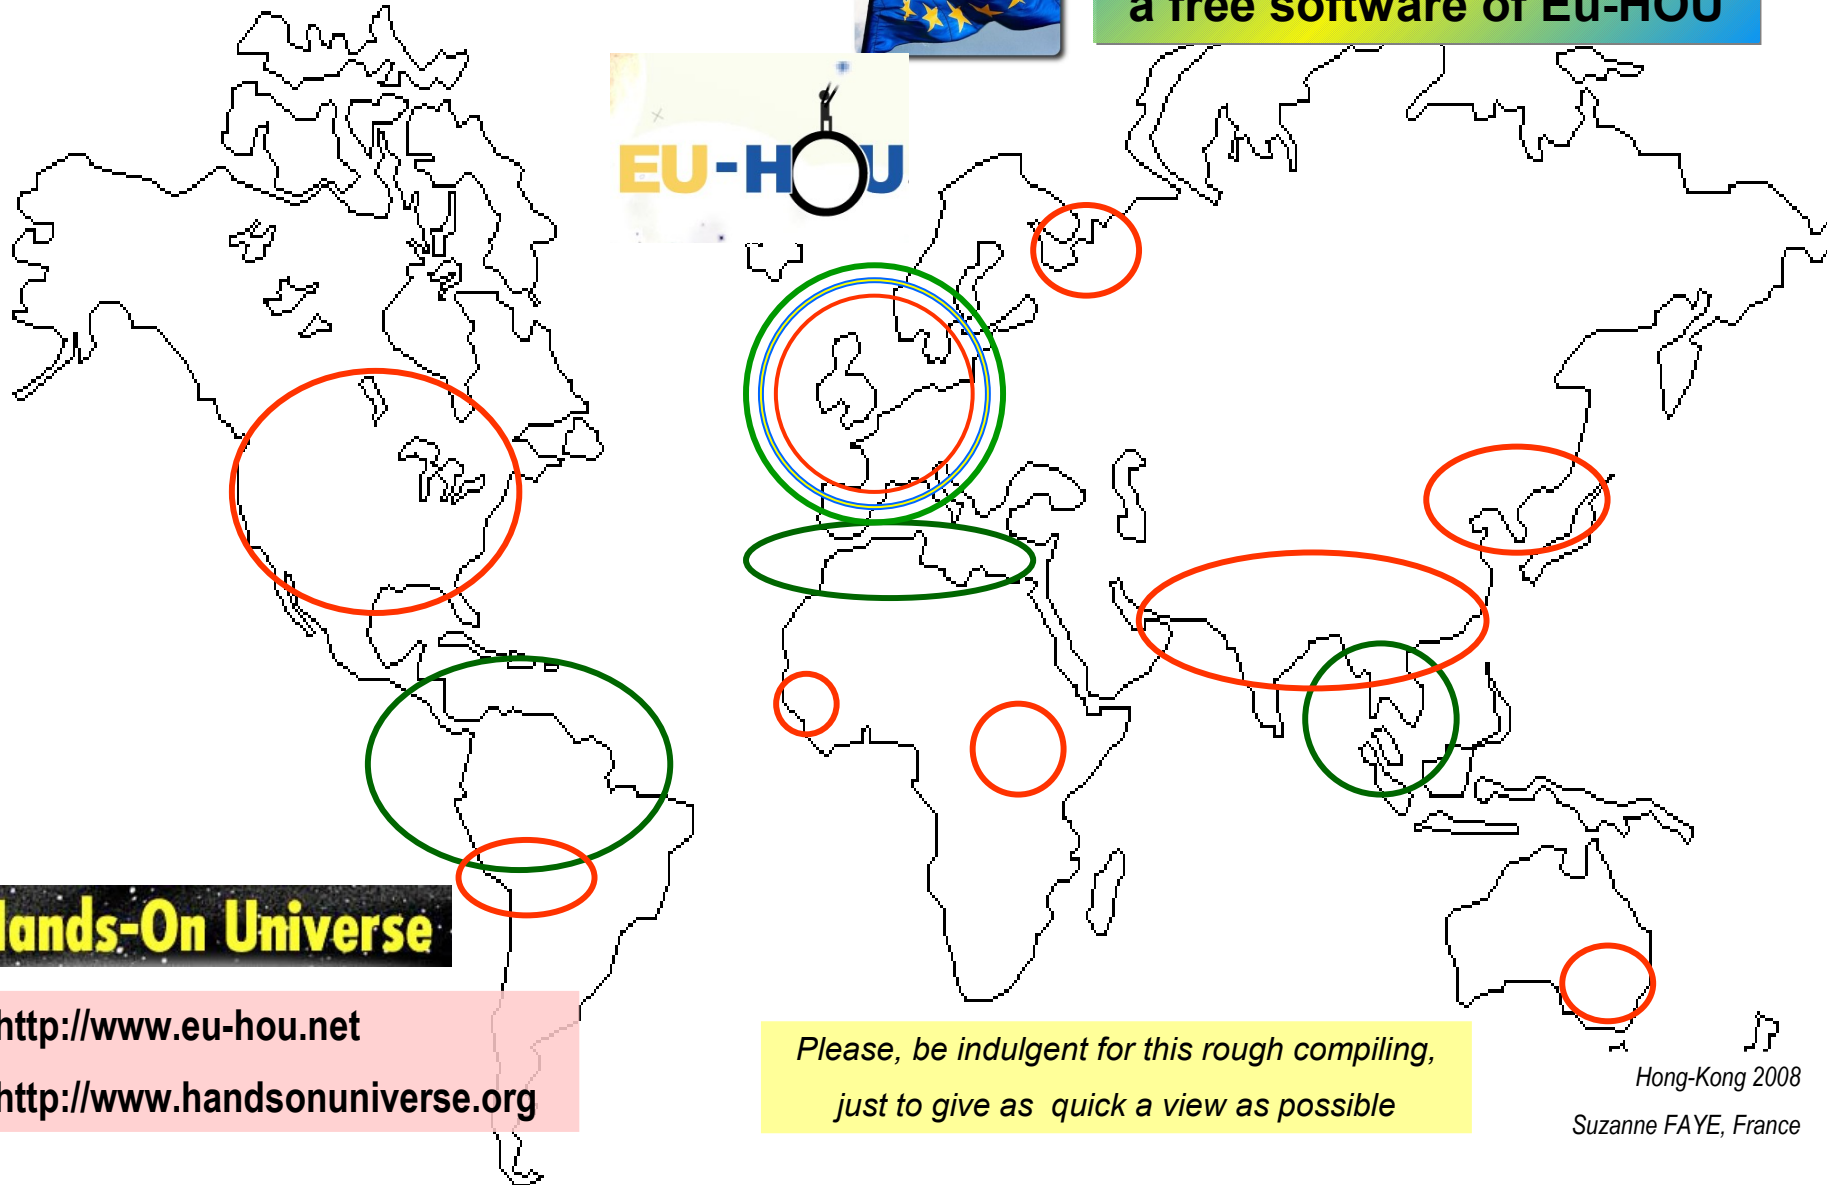 a free software of Eu-HOU
EU-HOU
Hands-On Universe
http://www.eu-hou.net
http://www.handsonuniverse.org
Please, be indulgent for this rough compiling,
just to give as quick a view as possible
Hong-Kong 2008
Suzanne FAYE, France